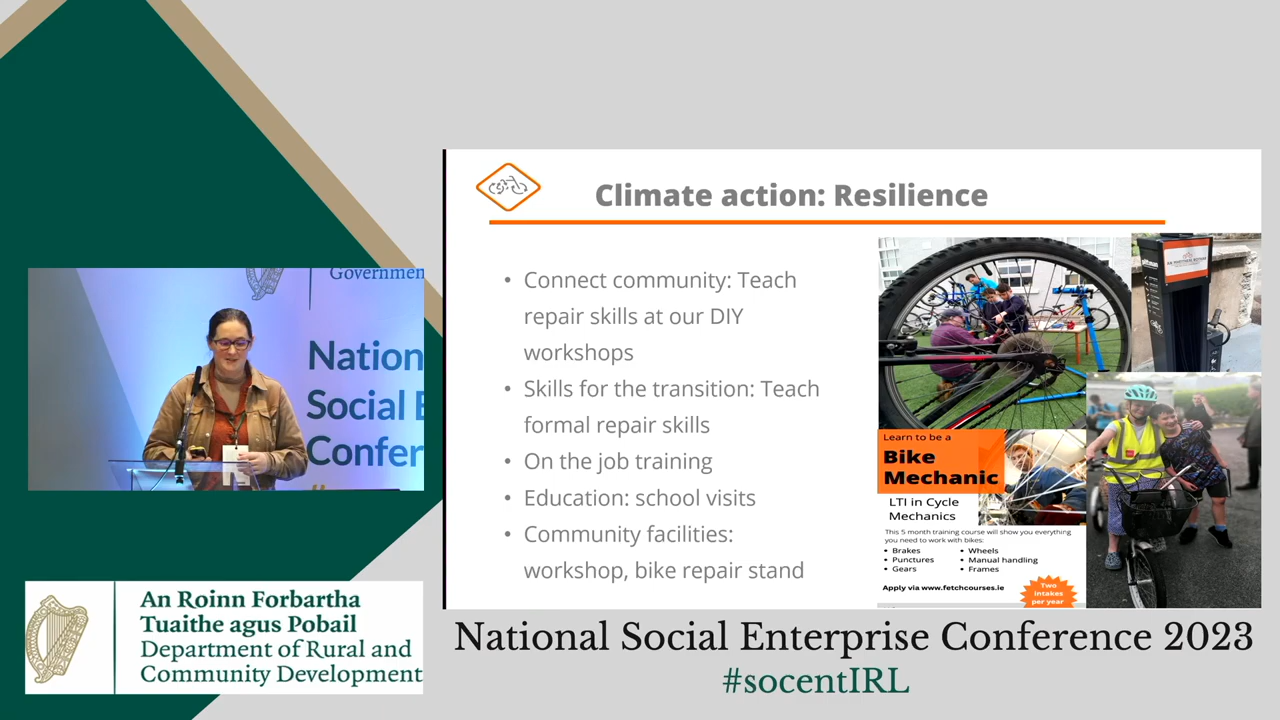 Governmen
Nation
Social E
Confer
An Roinn Forbartha
Tuaithe agus Pobail
Department of Rural and
Community Development
Climate action: Resilience
• Connect community: Teach
repair skills at our DIY
workshops
• Skills for the transition: Teach
formal repair skills
• On the job training
• Education: school visits
• Community facilities:
workshop, bike repair stand
Learn to be a
Bike
Mechanic
LTI in Cycle
Mechanics
This 5 month training course will show you everything
you need to work with bikes:
• Brakes
• Punctures
• Gears
• Wheels
• Manual handling
• Frames
Apply via www.fetchcourses.ie
Two
intakes
per year
National Social Enterprise Conference 2023
#socentIRL